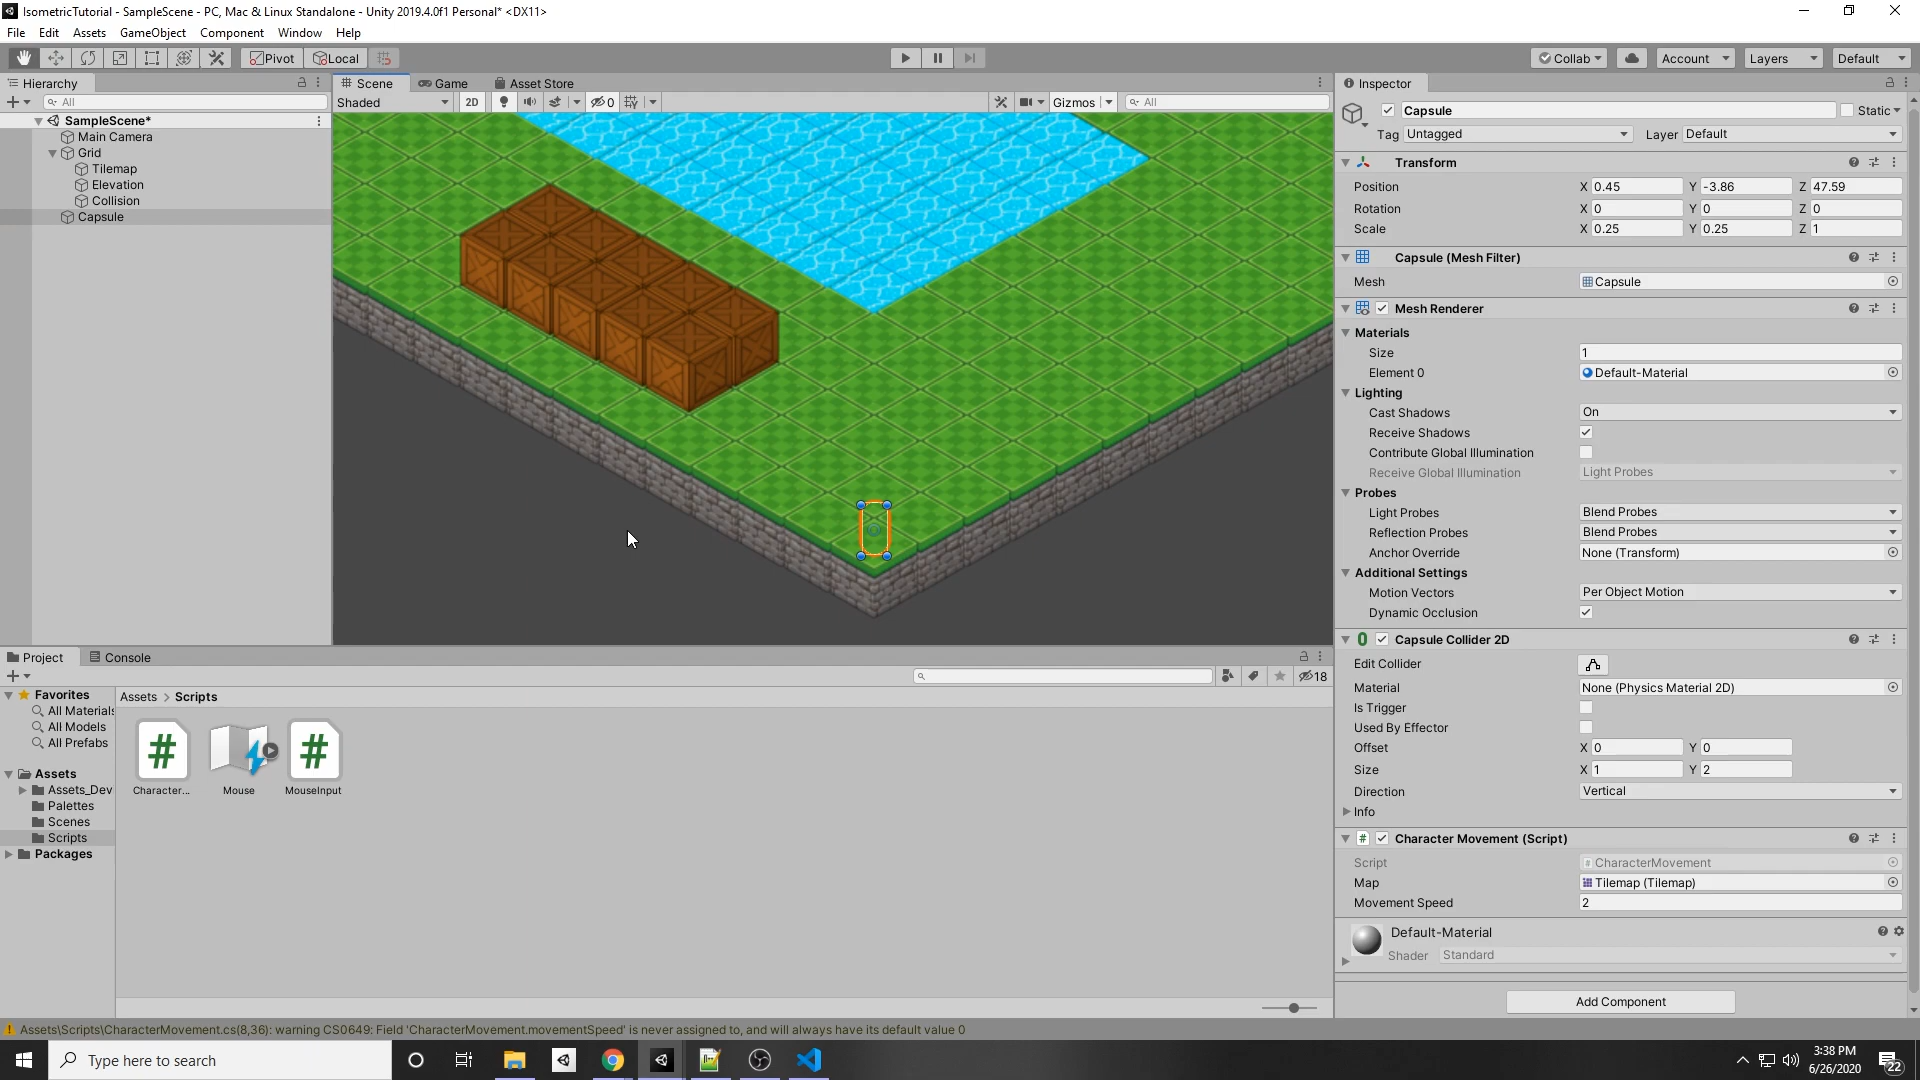 IsometricTutorial - SampleScene - PC, Mac & Linux Standalone - Unity 2019.4.0f1 Personal* <DX11>
File Edit Assets GameObject Component Window Help
Pivot Local Collab Account Layers Default
Hierarchy
All
SampleScene*
Main Camera
Grid
Tilemap
Elevation
Collision
Capsule
Scene Game Asset Store
Shaded 2D 0 Gizmos All
Inspector
Capsule Static
Tag Untagged Layer Default
Transform
Position X 0.45 Y -3.86 Z 47.59
Rotation X 0 Y 0 Z 0
Scale X 0.25 Y 0.25 Z 1
Capsule (Mesh Filter)
Mesh Capsule
Mesh Renderer
Materials
Size 1
Element 0 Default-Material
Lighting
Cast Shadows On
Receive Shadows
Contribute Global Illumination
Receive Global Illumination Light Probes
Probes
Light Probes Blend Probes
Reflection Probes Blend Probes
Anchor Override None (Transform)
Additional Settings
Motion Vectors Per Object Motion
Dynamic Occlusion
Capsule Collider 2D
Edit Collider
Material None (Physics Material 2D)
Is Trigger
Used By Effector
Offset X 0 Y 0
Size X 1 Y 2
Direction Vertical
Info
Character Movement (Script)
Script CharacterMovement
Map Tilemap (Tilemap)
Movement Speed 2
Default-Material
Shader Standard
Add Component
Project Console
18
Favorites
All Materials
All Models
All Prefabs
Assets
Assets_Dev
Palettes
Scenes
Scripts
Packages
Assets > Scripts
Character... Mouse MouseInput
Assets\Scripts\CharacterMovement.cs(8,36): warning CS0649: Field 'CharacterMovement.movementSpeed' is never assigned to, and will always have its default value 0
Type here to search
3:38 PM
6/26/2020
22